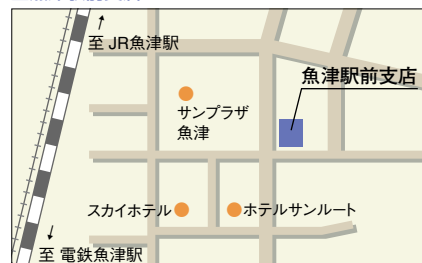 至 JR魚津駅
魚津駅前支店
サンプラザ
魚津
スカイホテル
ホテルサンルート
至 電鉄魚津駅